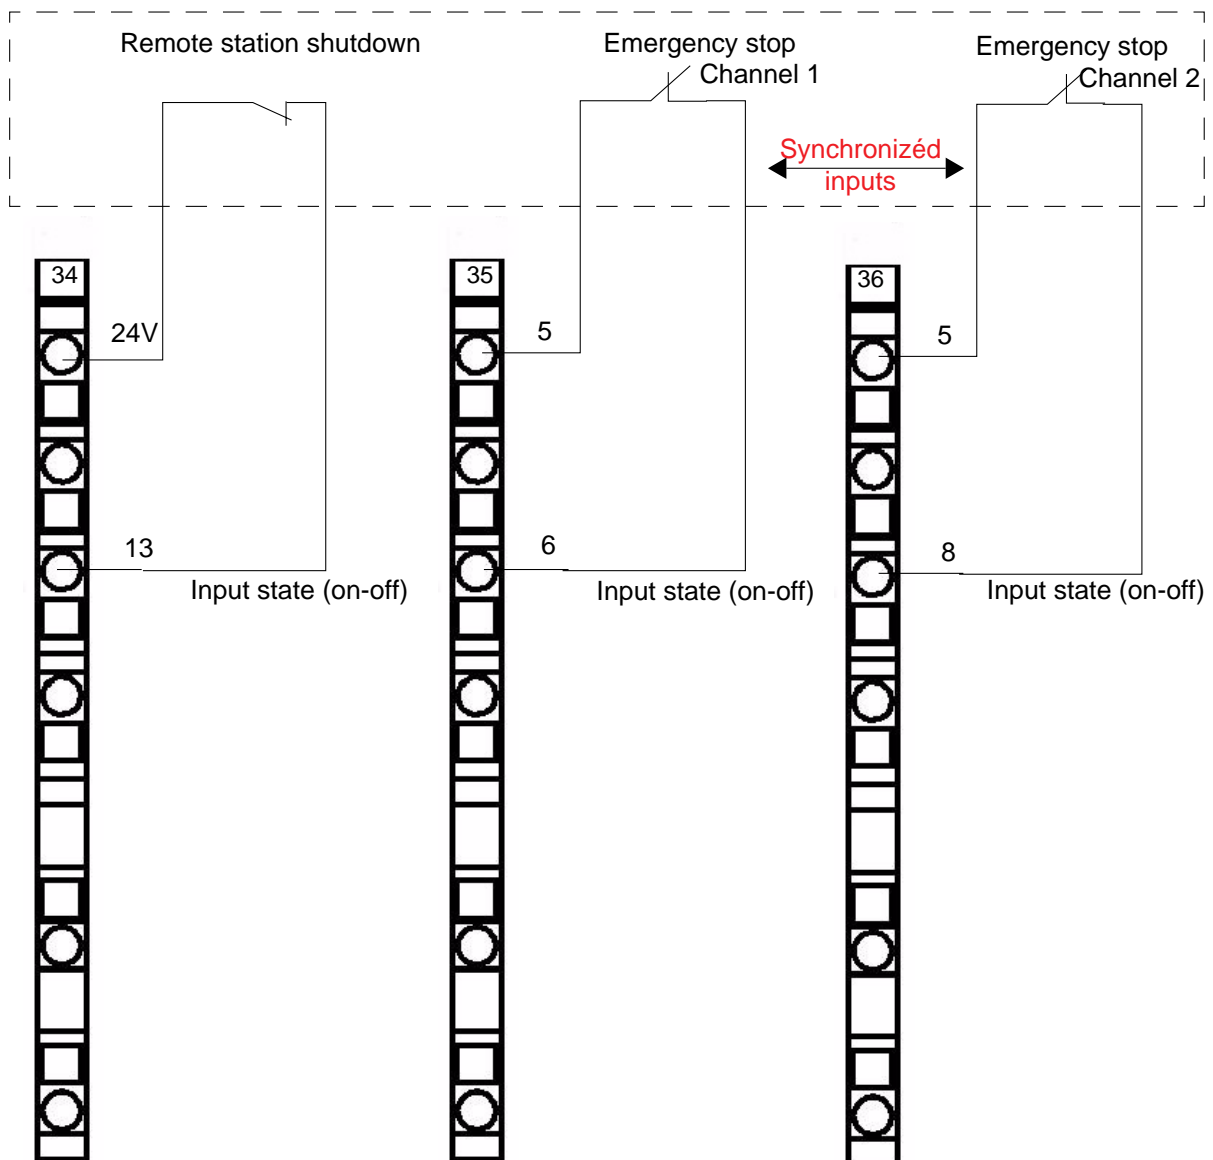 Remote station shutdown
Emergency stop
Channel 1
Emergency stop
Channel 2
Synchronizéd
inputs
34
35
36
24V
5
5
13
6
8
Input state (on-off)
Input state (on-off)
Input state (on-off)